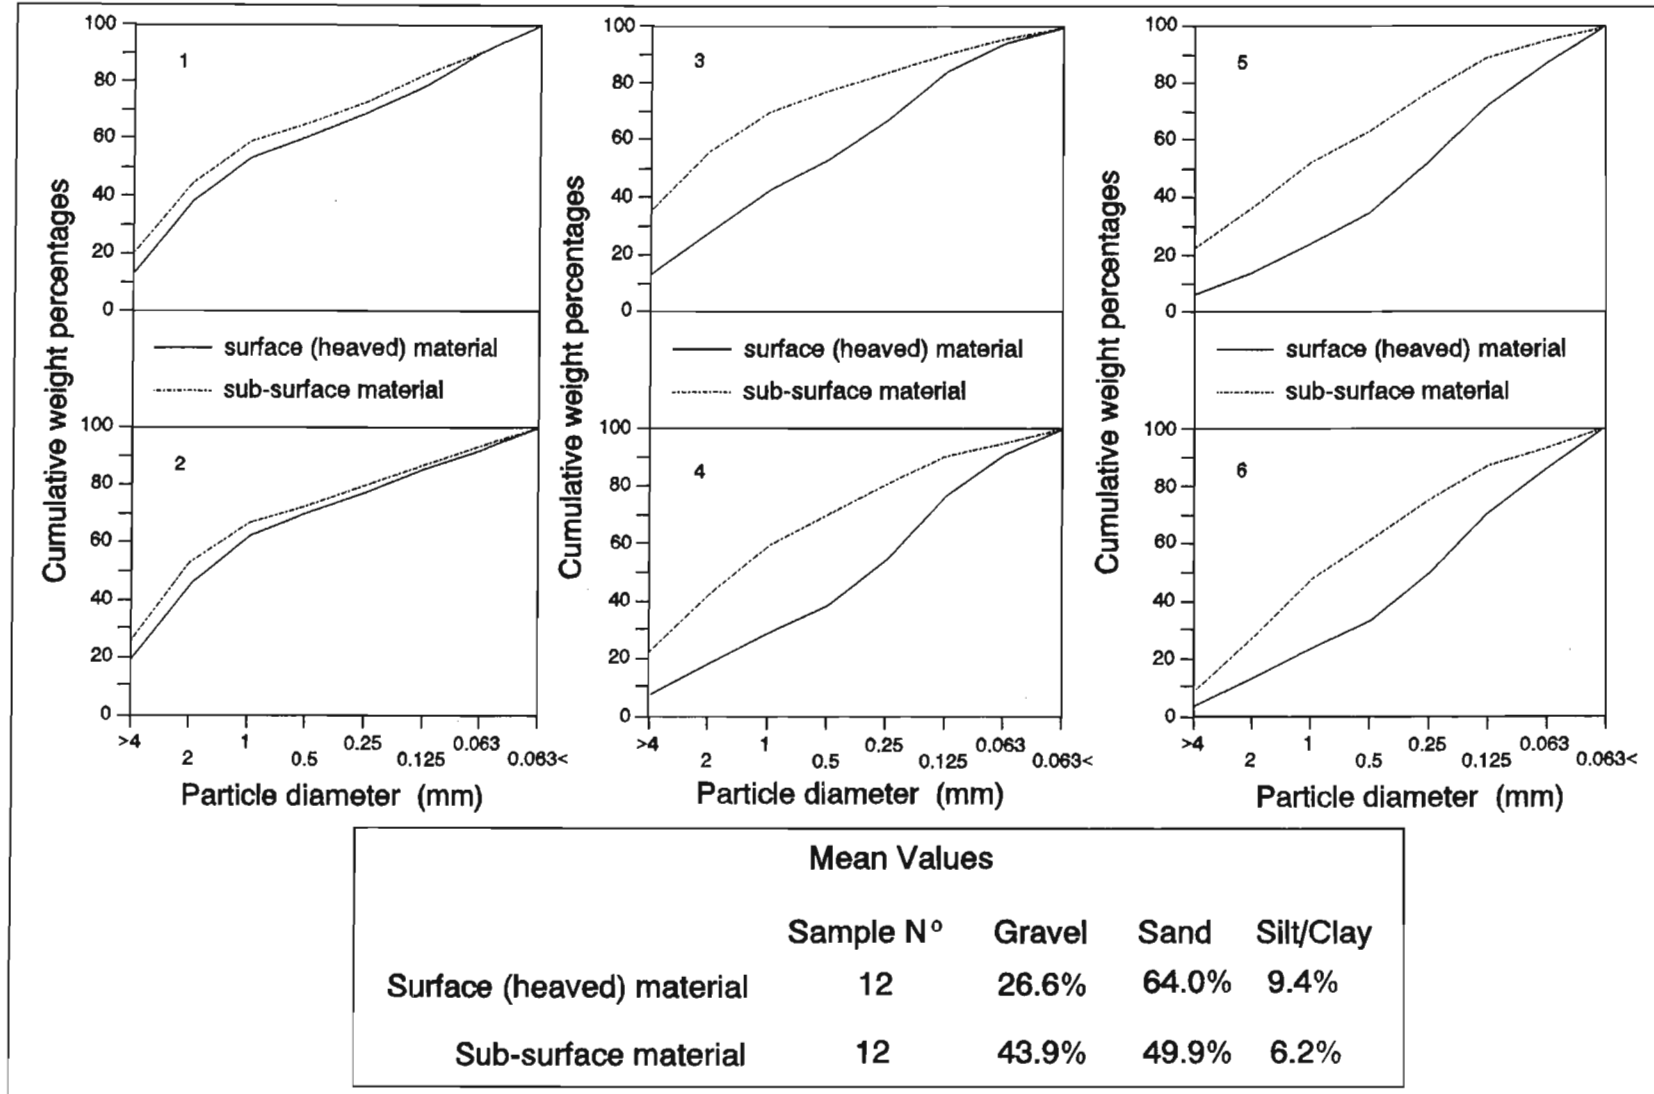 100
80
60
40
20
0
1
Cumulative weight percentages
surface (heaved) material
sub-surface material
100
80
60
40
20
0
2
>4 2 1 0.5 0.25 0.125 0.063 0.063<
Particle diameter (mm)
100
80
60
40
20
0
3
Cumulative weight percentages
surface (heaved) material
sub-surface material
100
80
60
40
20
0
4
>4 2 1 0.5 0.25 0.125 0.063 0.063<
Particle diameter (mm)
100
80
60
40
20
0
5
Cumulative weight percentages
surface (heaved) material
sub-surface material
100
80
60
40
20
0
6
>4 2 1 0.5 0.25 0.125 0.063 0.063<
Particle diameter (mm)
Mean Values
Sample Nº Gravel Sand Silt/Clay
Surface (heaved) material 12 26.6% 64.0% 9.4%
Sub-surface material 12 43.9% 49.9% 6.2%